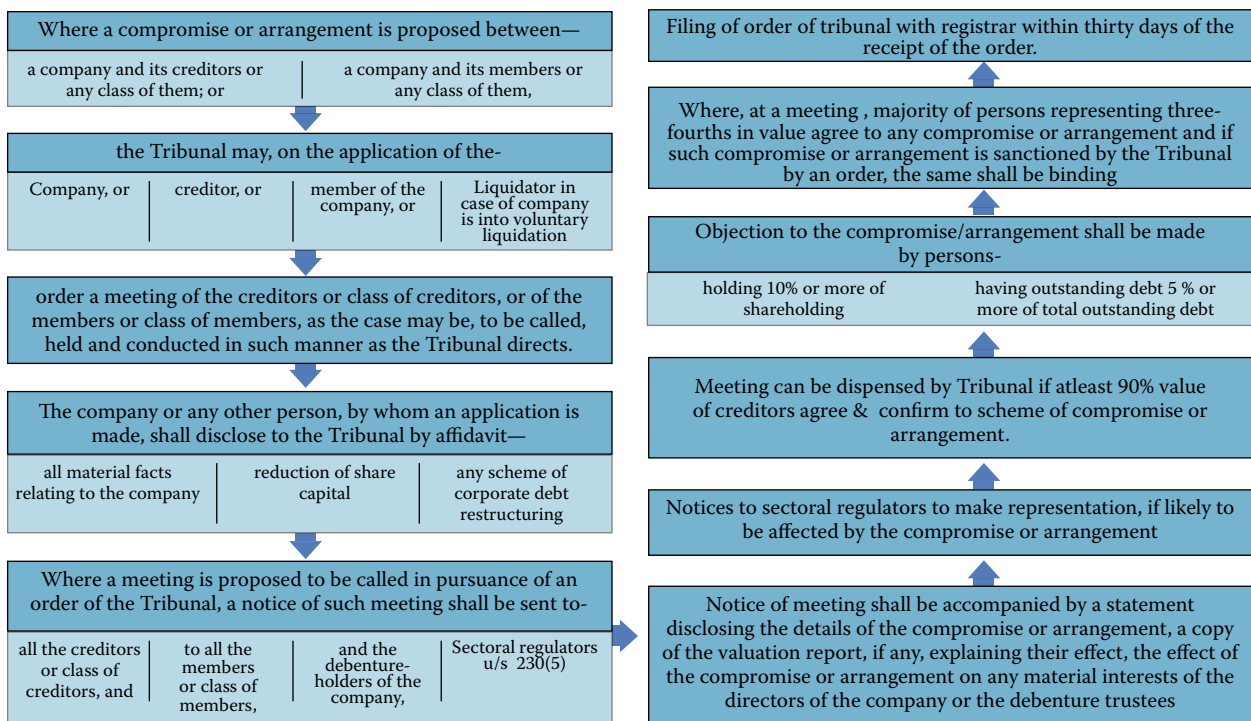 Where a compromise or arrangement is proposed between—
a company and its creditors or
any class of them; or
a company and its members or
any class of them,
the Tribunal may, on the application of the-
Company, or
creditor, or
member of the
company, or
Liquidator in
case of company
is into voluntary
liquidation
order a meeting of the creditors or class of creditors, or of the
members or class of members, as the case may be, to be called,
held and conducted in such manner as the Tribunal directs.
The company or any other person, by whom an application is
made, shall disclose to the Tribunal by affidavit—
all material facts
relating to the company
reduction of share
capital
any scheme of
corporate debt
restructuring
Where a meeting is proposed to be called in pursuance of an
order of the Tribunal, a notice of such meeting shall be sent to-
all the creditors
or class of
creditors, and
to all the
members
or class of
members,
and the
debenture-
holders of the
company,
Sectoral regulators
u/s 230(5)
Notice of meeting shall be accompanied by a statement
disclosing the details of the compromise or arrangement, a copy
of the valuation report, if any, explaining their effect, the effect of
the compromise or arrangement on any material interests of the
directors of the company or the debenture trustees
Notices to sectoral regulators to make representation, if likely to
be affected by the compromise or arrangement
Meeting can be dispensed by Tribunal if atleast 90% value
of creditors agree & confirm to scheme of compromise or
arrangement.
Objection to the compromise/arrangement shall be made
by persons-
holding 10% or more of
shareholding
having outstanding debt 5 % or
more of total outstanding debt
Where, at a meeting , majority of persons representing three-
fourths in value agree to any compromise or arrangement and if
such compromise or arrangement is sanctioned by the Tribunal
by an order, the same shall be binding
Filing of order of tribunal with registrar within thirty days of the
receipt of the order.